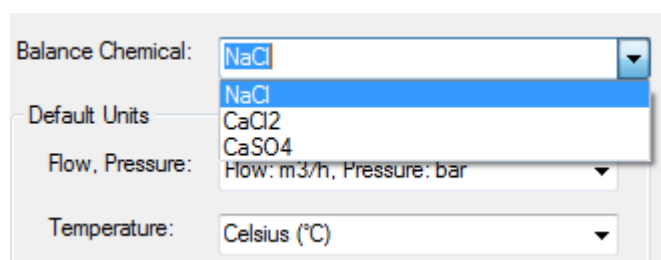 Balance Chemical: NaCl
NaCl
Default Units
CaCl2
CaSO4
Flow, Pressure: Flow: m3/h, Pressure: bar
Temperature: Celsius (°C)